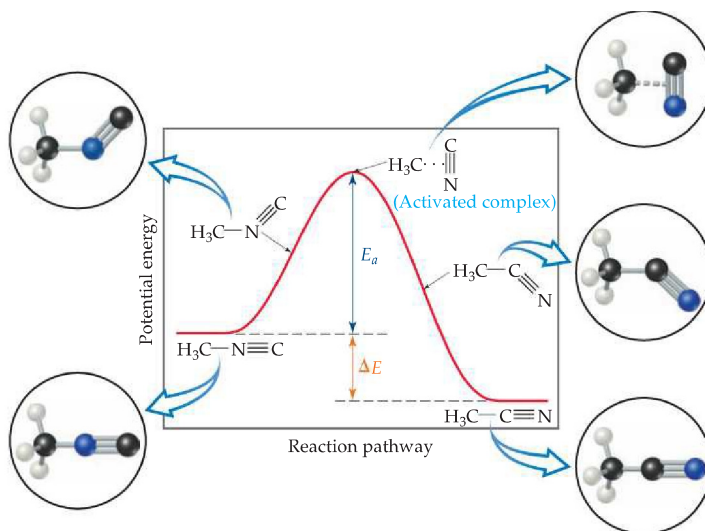 C
H₃C···|||
N
(Activated complex)
C
H₃C—N≡
Eₐ
H₃C—C
≡N
Potential energy
H₃C—N≡C
ΔE
H₃C—C≡N
Reaction pathway